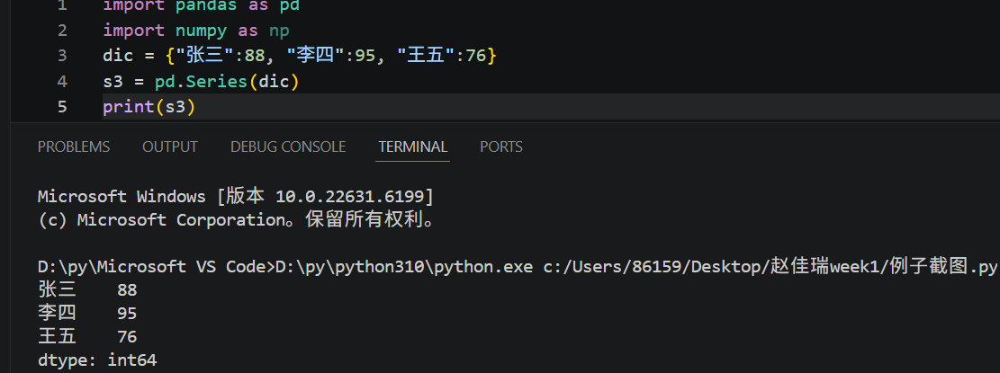 1 import pandas as pd
2 import numpy as np
3 dic = {"张三":88, "李四":95, "王五":76}
4 s3 = pd.Series(dic)
5 print(s3)
PROBLEMS OUTPUT DEBUG CONSOLE TERMINAL PORTS
Microsoft Windows [版本 10.0.22631.6199]
(c) Microsoft Corporation。保留所有权利。
D:\py\Microsoft VS Code>D:\py\python310\python.exe c:/Users/86159/Desktop/赵佳瑞week1/例子截图.py
张三    88
李四    95
王五    76
dtype: int64